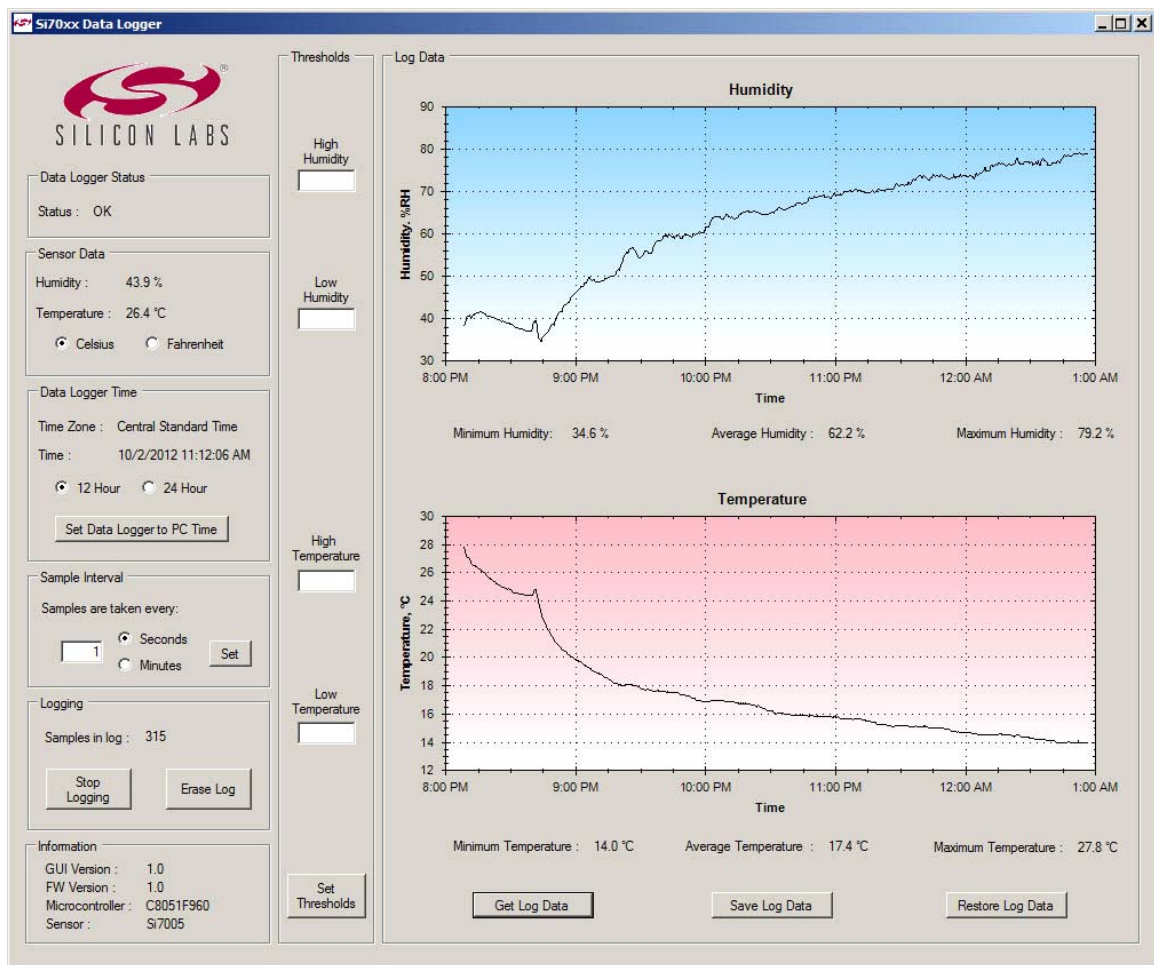 Si70xx Data Logger
SILICON LABS
®
Data Logger Status
Status : OK
Sensor Data
Humidity : 43.9 %
Temperature : 26.4 °C
Celsius Fahrenheit
Data Logger Time
Time Zone : Central Standard Time
Time : 10/2/2012 11:12:06 AM
12 Hour 24 Hour
Set Data Logger to PC Time
Sample Interval
Samples are taken every:
1
Seconds
Minutes
Set
Logging
Samples in log : 315
Stop
Logging
Erase Log
Infomation
GUI Version : 1.0
FW Version : 1.0
Microcontroller : C8051F960
Sensor : Si7005
Thresholds
High
Humidity
Low
Humidity
High
Temperature
Low
Temperature
Set
Thresholds
Log Data
Humidity
Humidity. %RH
90
80
70
60
50
40
30
8:00 PM 9:00 PM 10:00 PM 11:00 PM 12:00 AM 1:00 AM
Time
Minimum Humidity: 34.6 % Average Humidity : 62.2 % Maximum Humidity : 79.2 %
Temperature
Temperature, °C
30
28
26
24
22
20
18
16
14
12
8:00 PM 9:00 PM 10:00 PM 11:00 PM 12:00 AM 1:00 AM
Time
Minimum Temperature : 14.0 °C Average Temperature : 17.4 °C Maximum Temperature : 27.8 °C
Get Log Data Save Log Data Restore Log Data